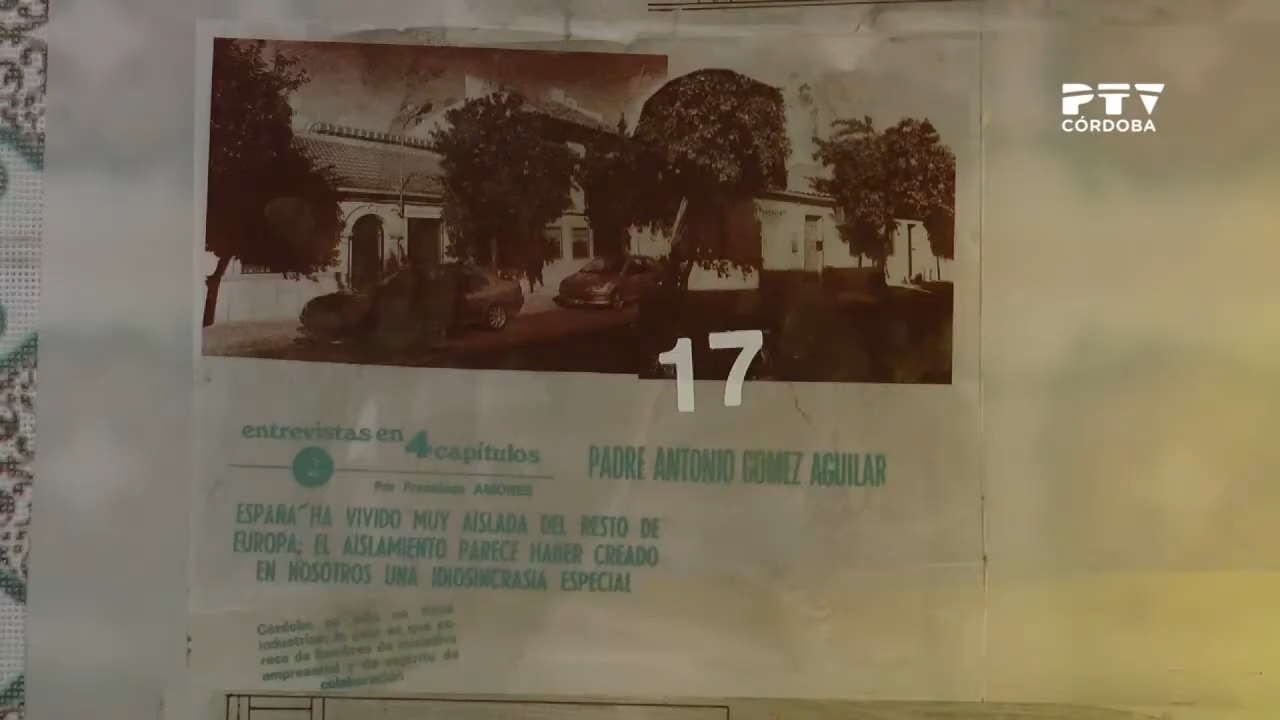 PTV
CÓRDOBA
17
entrevistas en 4 capítulos
2
Por Francisco AMORES
PADRE ANTONIO GOMEZ AGUILAR
ESPAÑA HA VIVIDO MUY AISLADA DEL RESTO DE
EUROPA; EL AISLAMIENTO PARECE HABER CREADO
EN NOSOTROS UNA IDIOSINCRASIA ESPECIAL
Córdoba
empresarial y de espíritu de
colaboración